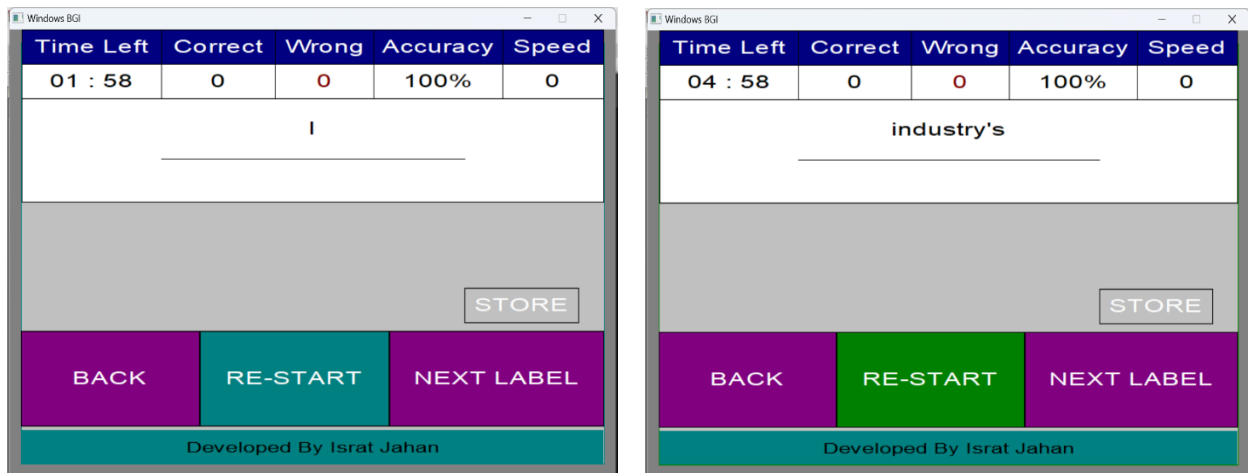 Windows BGI
Time Left Correct Wrong Accuracy Speed
01 : 58 0 0 100% 0
I
STORE
BACK RE-START NEXT LABEL
Developed By Israt Jahan
Windows BGI
Time Left Correct Wrong Accuracy Speed
04 : 58 0 0 100% 0
industry's
STORE
BACK RE-START NEXT LABEL
Developed By Israt Jahan